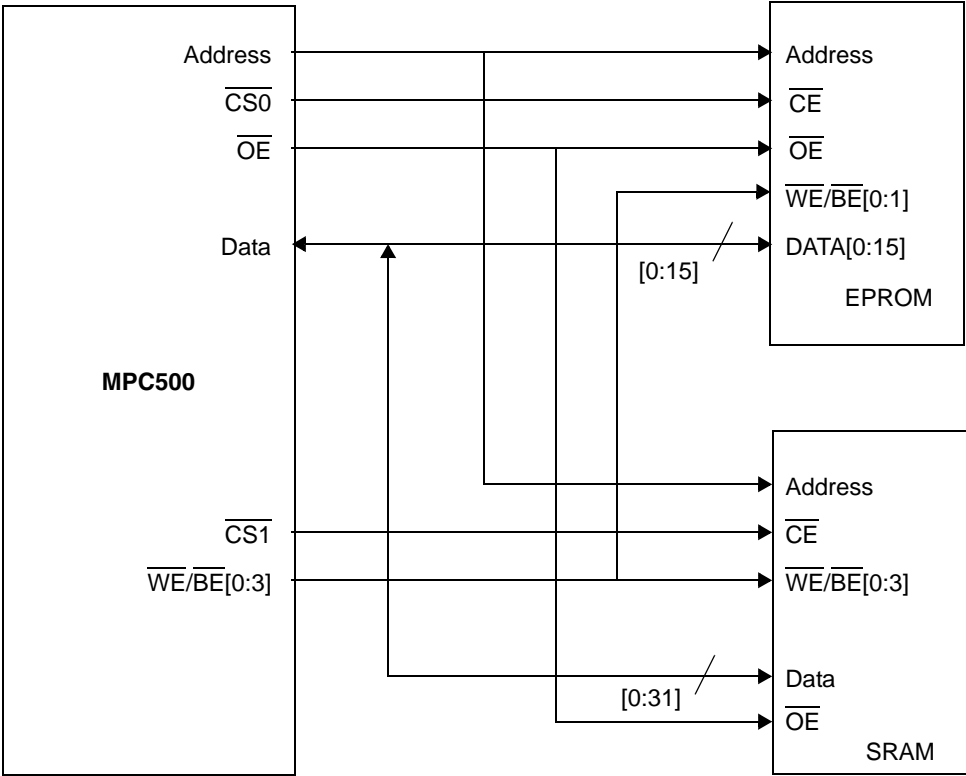 Address
CS0
OE
Data
MPC500
CS1
WE/BE[0:3]
Address
CE
OE
WE/BE[0:1]
DATA[0:15]
[0:15]
EPROM
Address
CE
WE/BE[0:3]
Data
[0:31]
OE
SRAM